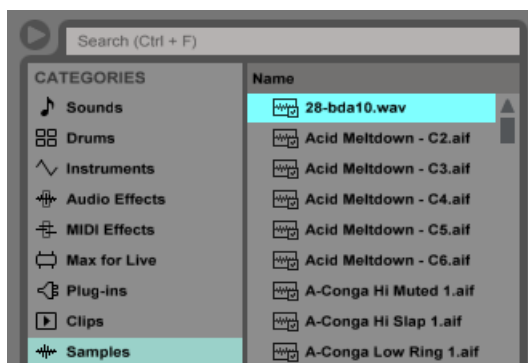 Search (Ctrl + F)
CATEGORIES
Sounds
Drums
Instruments
Audio Effects
MIDI Effects
Max for Live
Plug-ins
Clips
Samples
Name
28-bda10.wav
Acid Meltdown - C2.aif
Acid Meltdown - C3.aif
Acid Meltdown - C4.aif
Acid Meltdown - C5.aif
Acid Meltdown - C6.aif
A-Conga Hi Muted 1.aif
A-Conga Hi Slap 1.aif
A-Conga Low Ring 1.aif